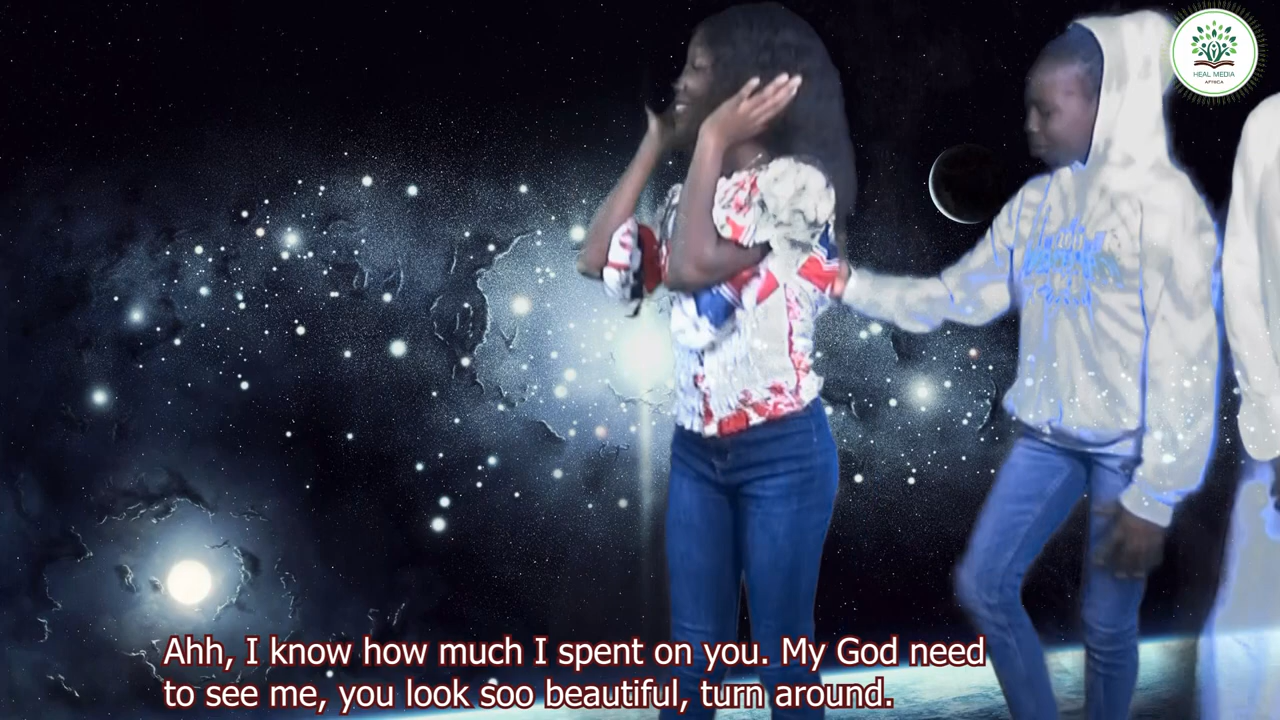 HEAL MEDIA
AFRICA
Ahh, I know how much I spent on you. My God need
to see me, you look soo beautiful, turn around.